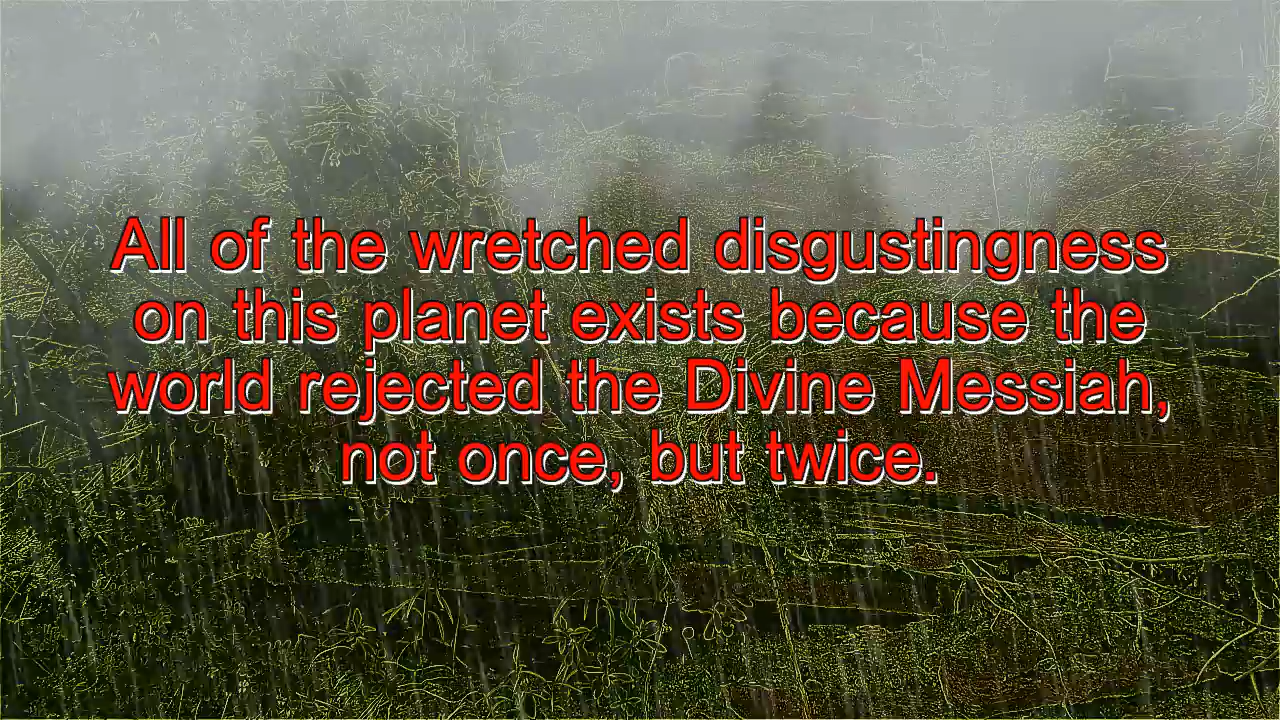 All of the wretched disgustingness
on this planet exists because the
world rejected the Divine Messiah,
not once, but twice.